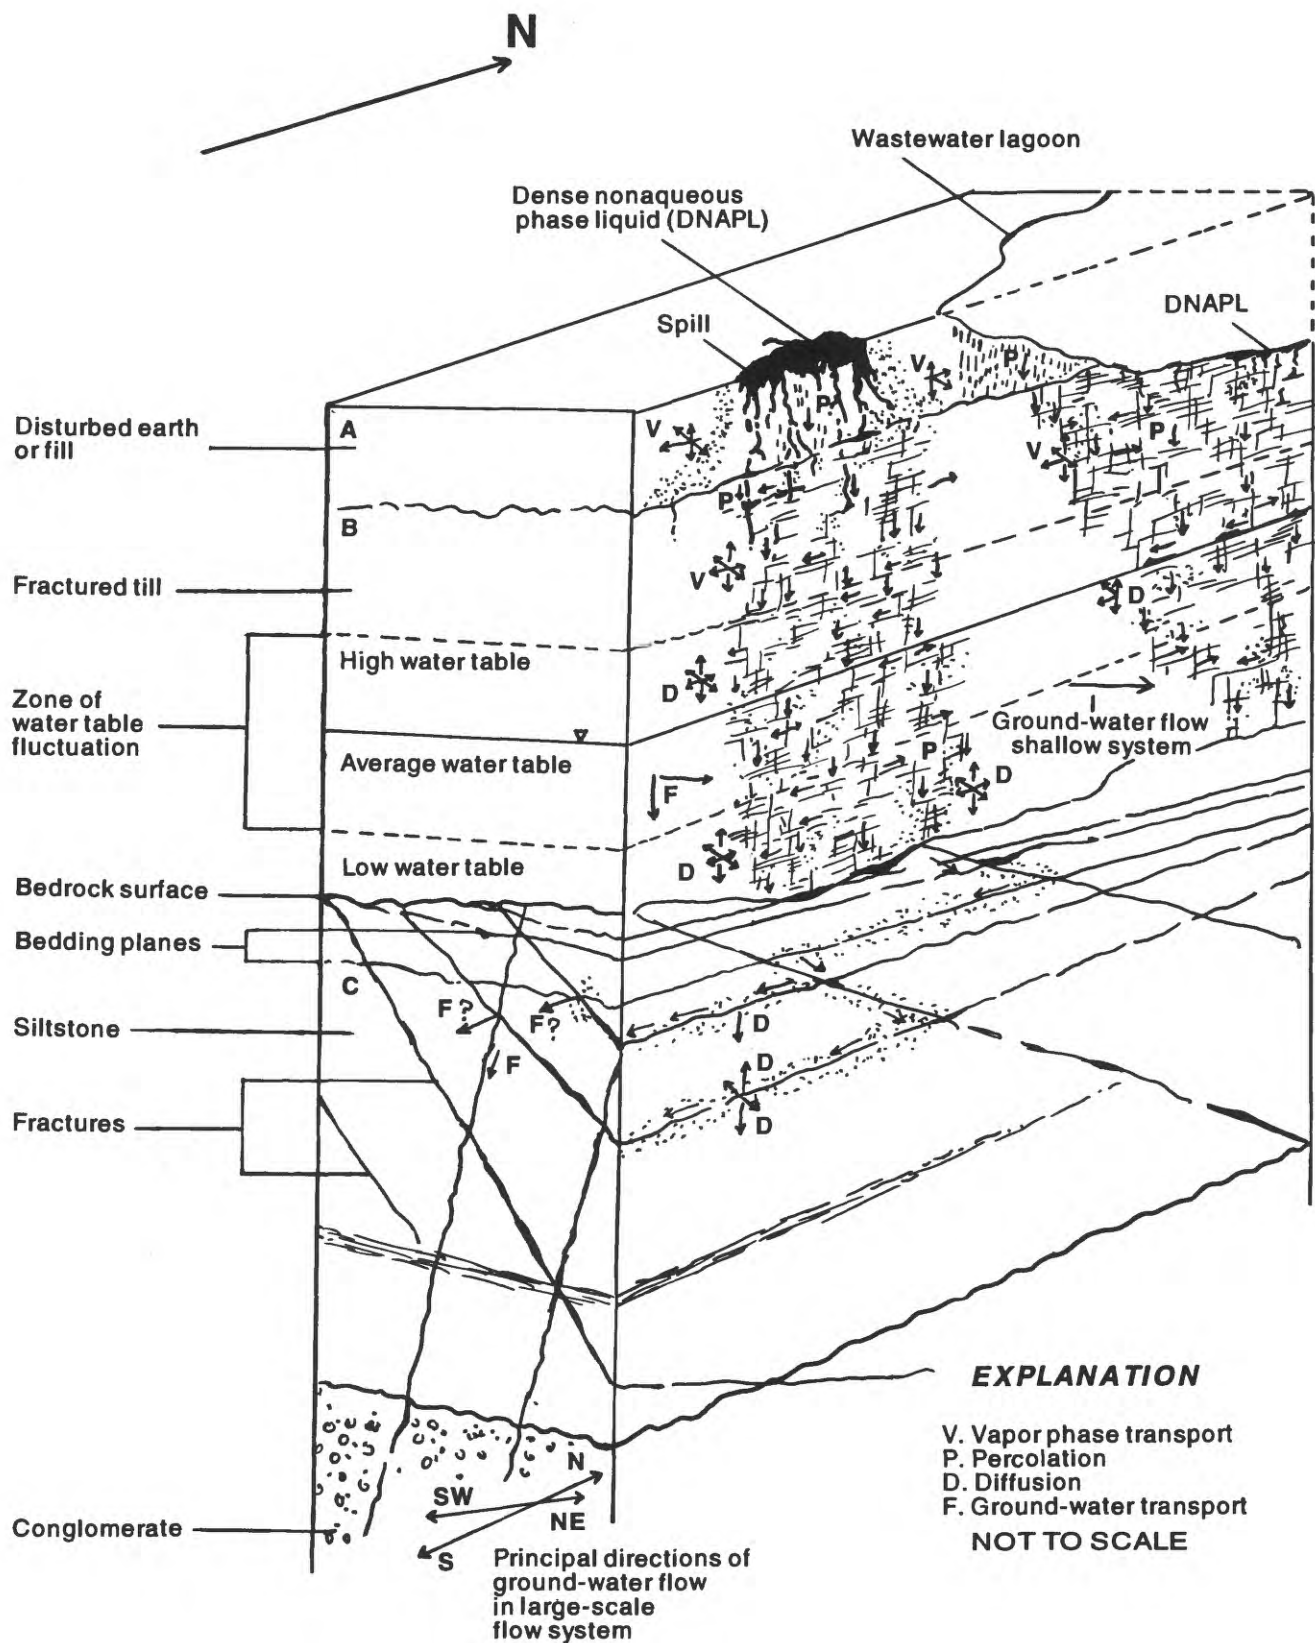 N
Wastewater lagoon
Dense nonaqueous
phase liquid (DNAPL)
DNAPL
Spill
V
P
P
V
P
V
P
V
D
D
P
D
D
F
Disturbed earth
or fill
A
B
Fractured till
High water table
Zone of
water table
fluctuation
Average water table
Ground-water flow
shallow system
Low water table
Bedrock surface
Bedding planes
C
Siltstone
F?
F?
F
D
D
D
Fractures
Conglomerate
N
SW
NE
S
Principal directions of
ground-water flow
in large-scale
flow system
EXPLANATION
V. Vapor phase transport
P. Percolation
D. Diffusion
F. Ground-water transport
NOT TO SCALE